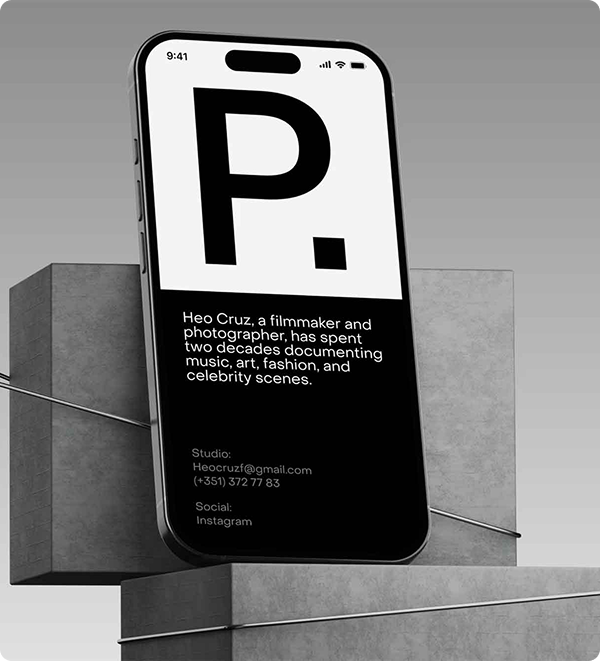 9:41
P.
Heo Cruz, a filmmaker and
photographer, has spent
two decades documenting
music, art, fashion, and
celebrity scenes.
Studio:
Heocruzf@gmail.com
(+351) 372 77 83
Social:
Instagram